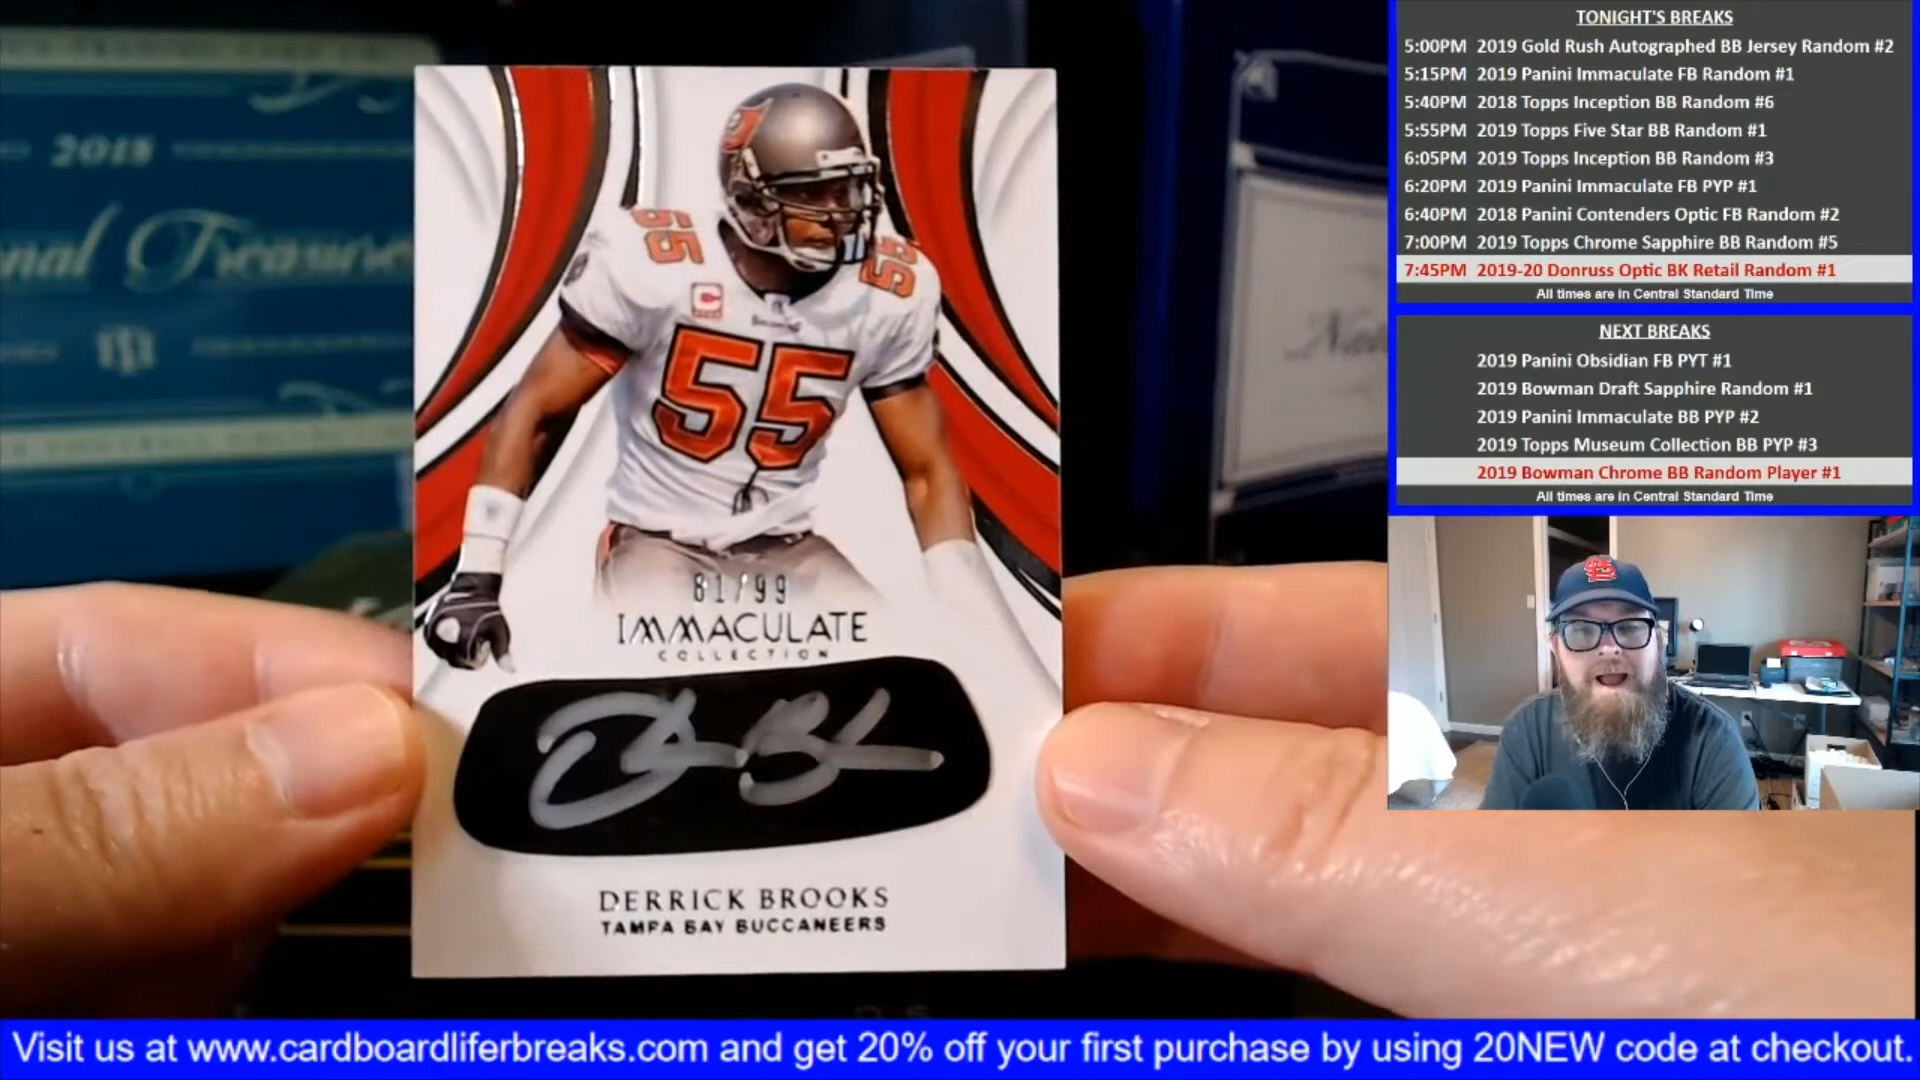 TONIGHT'S BREAKS
5:00PM 2019 Gold Rush Autographed BB Jersey Random #2
5:15PM 2019 Panini Immaculate FB Random #1
5:40PM 2018 Topps Inception BB Random #6
5:55PM 2019 Topps Five Star BB Random #1
6:05PM 2019 Topps Inception BB Random #3
6:20PM 2019 Panini Immaculate FB PYP #1
6:40PM 2018 Panini Contenders Optic FB Random #2
7:00PM 2019 Topps Chrome Sapphire BB Random #5
7:45PM 2019-20 Donruss Optic BK Retail Random #1
All times are in Central Standard Time
NEXT BREAKS
2019 Panini Obsidian FB PYT #1
2019 Bowman Draft Sapphire Random #1
2019 Panini Immaculate BB PYP #2
2019 Topps Museum Collection BB PYP #3
2019 Bowman Chrome BB Random Player #1
All times are in Central Standard Time
2018
Treasure
55
55
55
C
81/99
IMMACULATE
COLLECTION
DERRICK BROOKS
TAMPA BAY BUCCANEERS
Visit us at www.cardboardliferbreaks.com and get 20% off your first purchase by using 20NEW code at checkout.